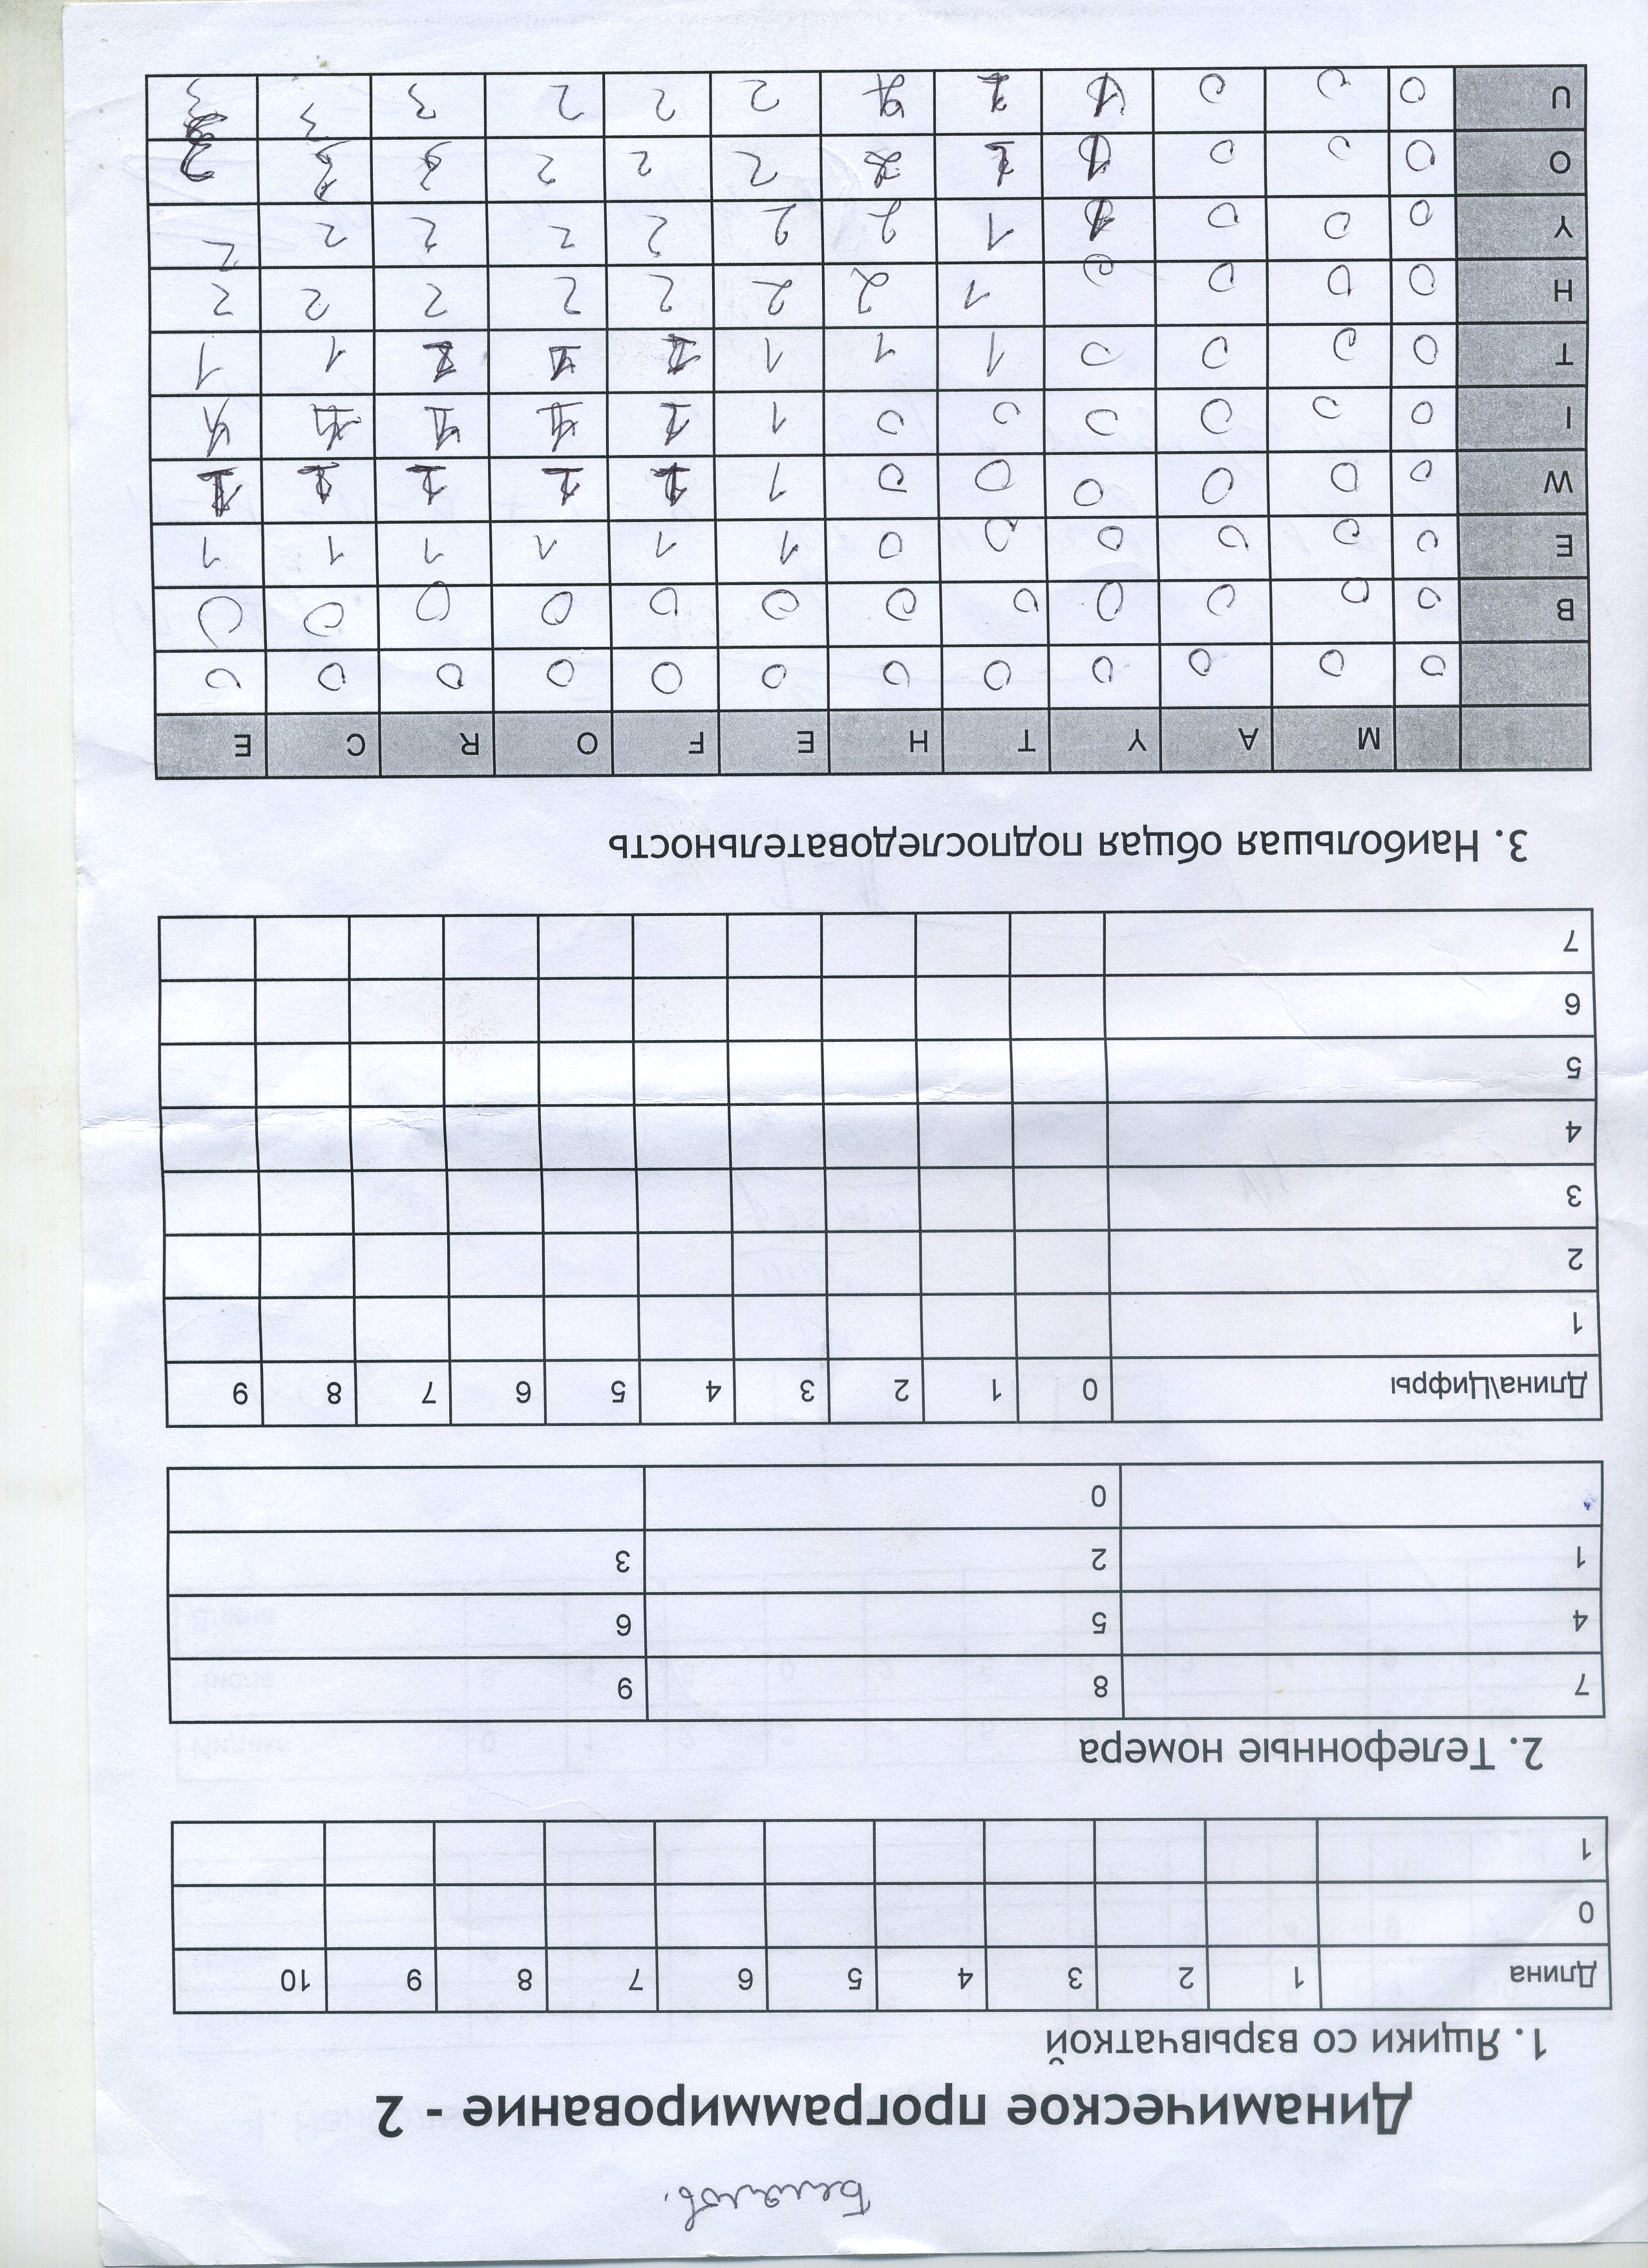 Динамическое программирование - 2
1. Ящики со взрывчаткой
Длина 1 2 3 4 5 6 7 8 9 10
0
1
2. Телефонные номера
7 8 9
4 5 6
1 2 3
0
Длина\Цифры 0 1 2 3 4 5 6 7 8 9
1
2
3
4
5
6
7
3. Наибольшая общая подпоследовательность
M A Y T H E F O R C E
0 0 0 0 0 0 0 0 0 0 0 0
B 0 0 0 0 0 0 0 0 0 0 0 0
E 0 0 0 0 0 0 1 1 1 1 1 1
W 0 0 0 0 0 0 1 1 1 1 1 1
I 0 0 0 0 0 0 1 1 1 1 1 1
T 0 0 0 0 1 1 1 1 1 1 1 1
H 0 0 0 0 1 2 2 2 2 2 2 2
Y 0 0 0 1 1 2 2 2 2 2 2 2
O 0 0 0 1 1 2 2 2 2 3 3
U 0 0 0 1 1 2 2 2 2 3 3 3